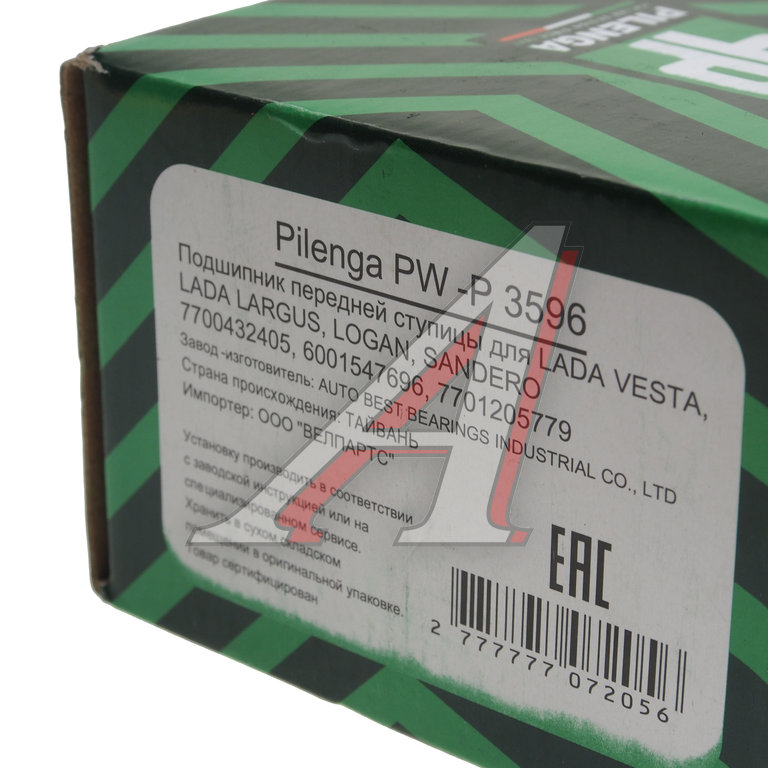 PILENGA
Pilenga PW -P 3596
Подшипник передней ступицы для LADA VESTA,
LADA LARGUS, LOGAN, SANDERO
7700432405, 6001547696, 7701205779
Завод -изготовитель: AUTO BEST BEARINGS INDUSTRIAL CO., LTD
Страна происхождения: ТАЙВАНЬ
Импортер: ООО "ВЕЛПАРТС"
Установку производить в соответствии
с заводской инструкцией или на
специализированном сервисе.
Хранить в сухом складском
помещении в оригинальной упаковке.
Товар сертифицирован
EAC
2 777777 072056